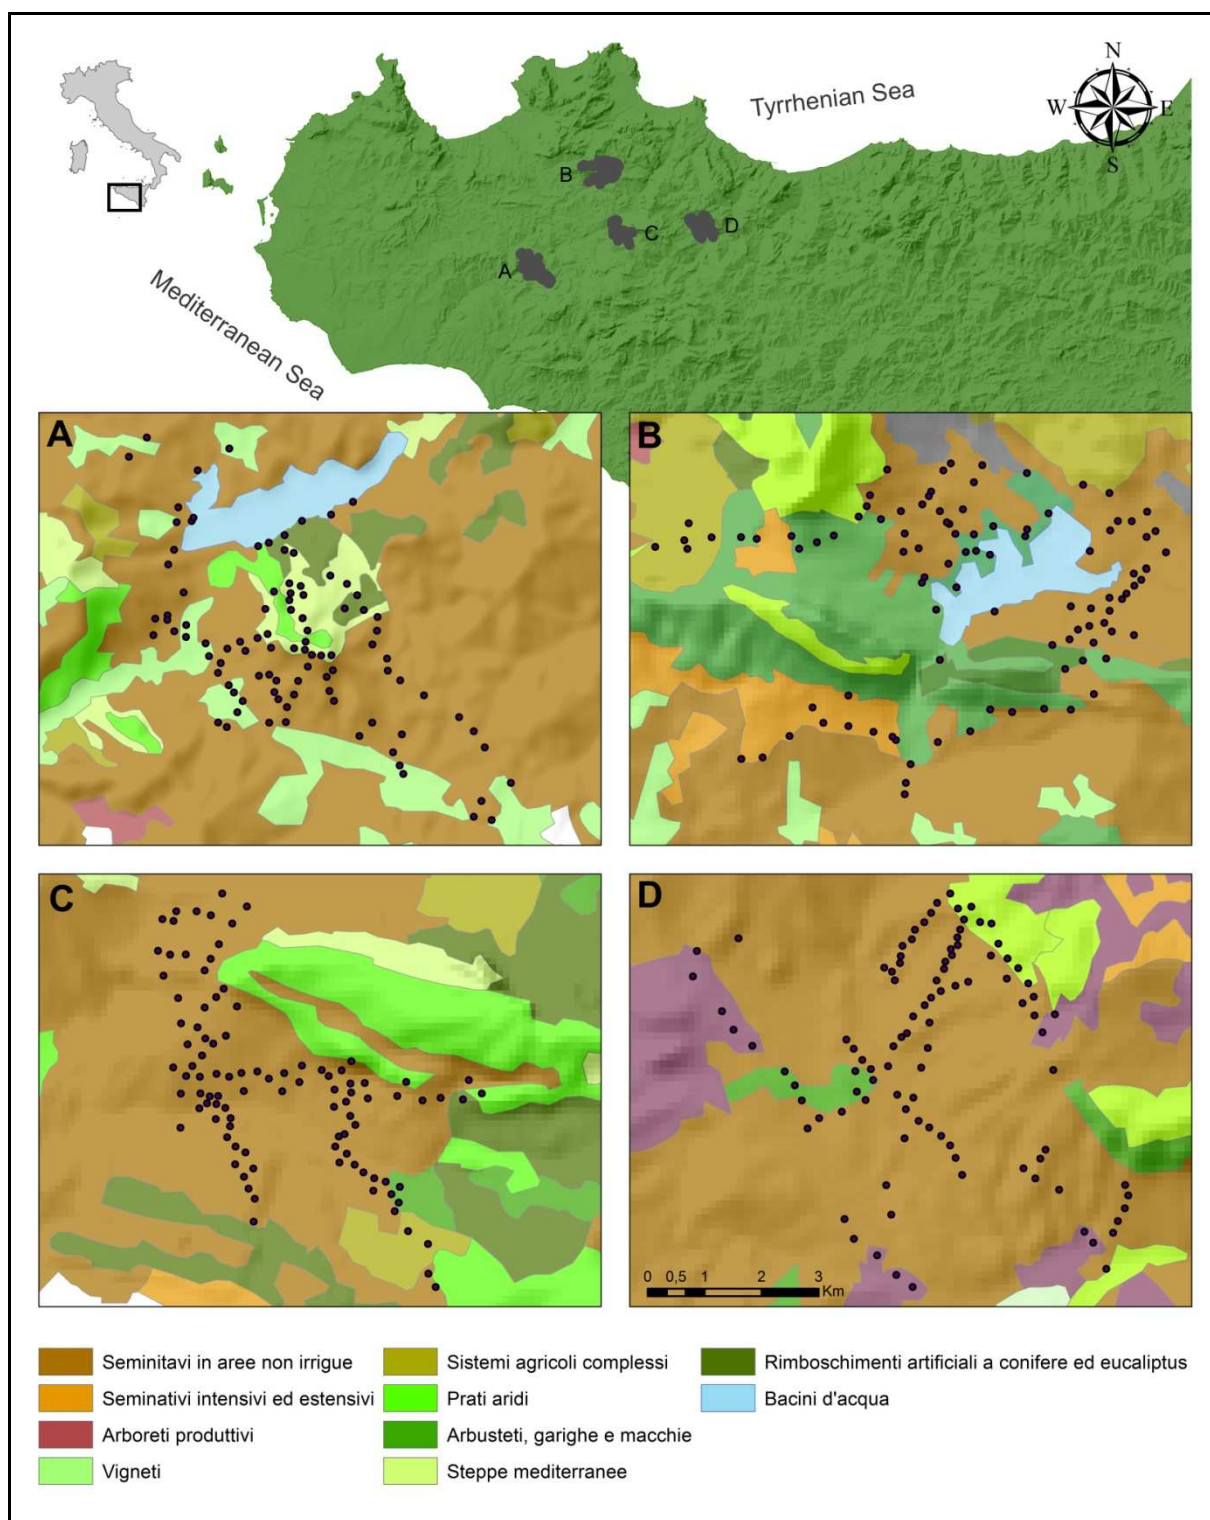 N
W E
S
Tyrrhenian Sea
Mediterranean Sea
B
C
D
A
A
B
C
D
0 0,5 1 2 3
Km
Seminitavi in aree non irrigue
Seminativi intensivi ed estensivi
Arboreti produttivi
Vigneti
Sistemi agricoli complessi
Prati aridi
Arbusteti, garighe e macchie
Steppe mediterranee
Rimboschimenti artificiali a conifere ed eucaliptus
Bacini d'acqua